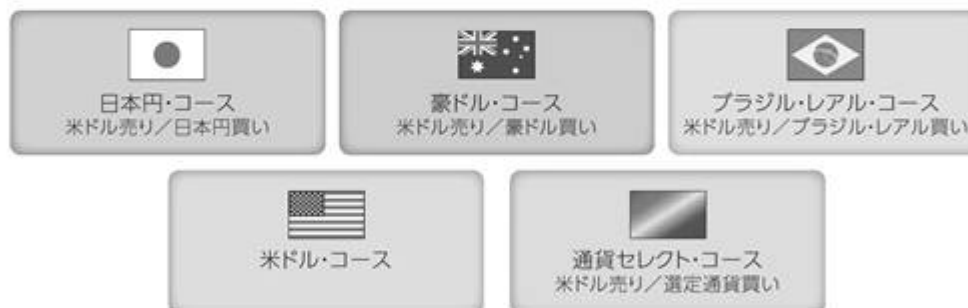 日本円・コース
米ドル売り／日本円買い
豪ドル・コース
米ドル売り／豪ドル買い
ブラジル・レアル・コース
米ドル売り／ブラジル・レアル買い
米ドル・コース
通貨セレクト・コース
米ドル売り／選定通貨買い